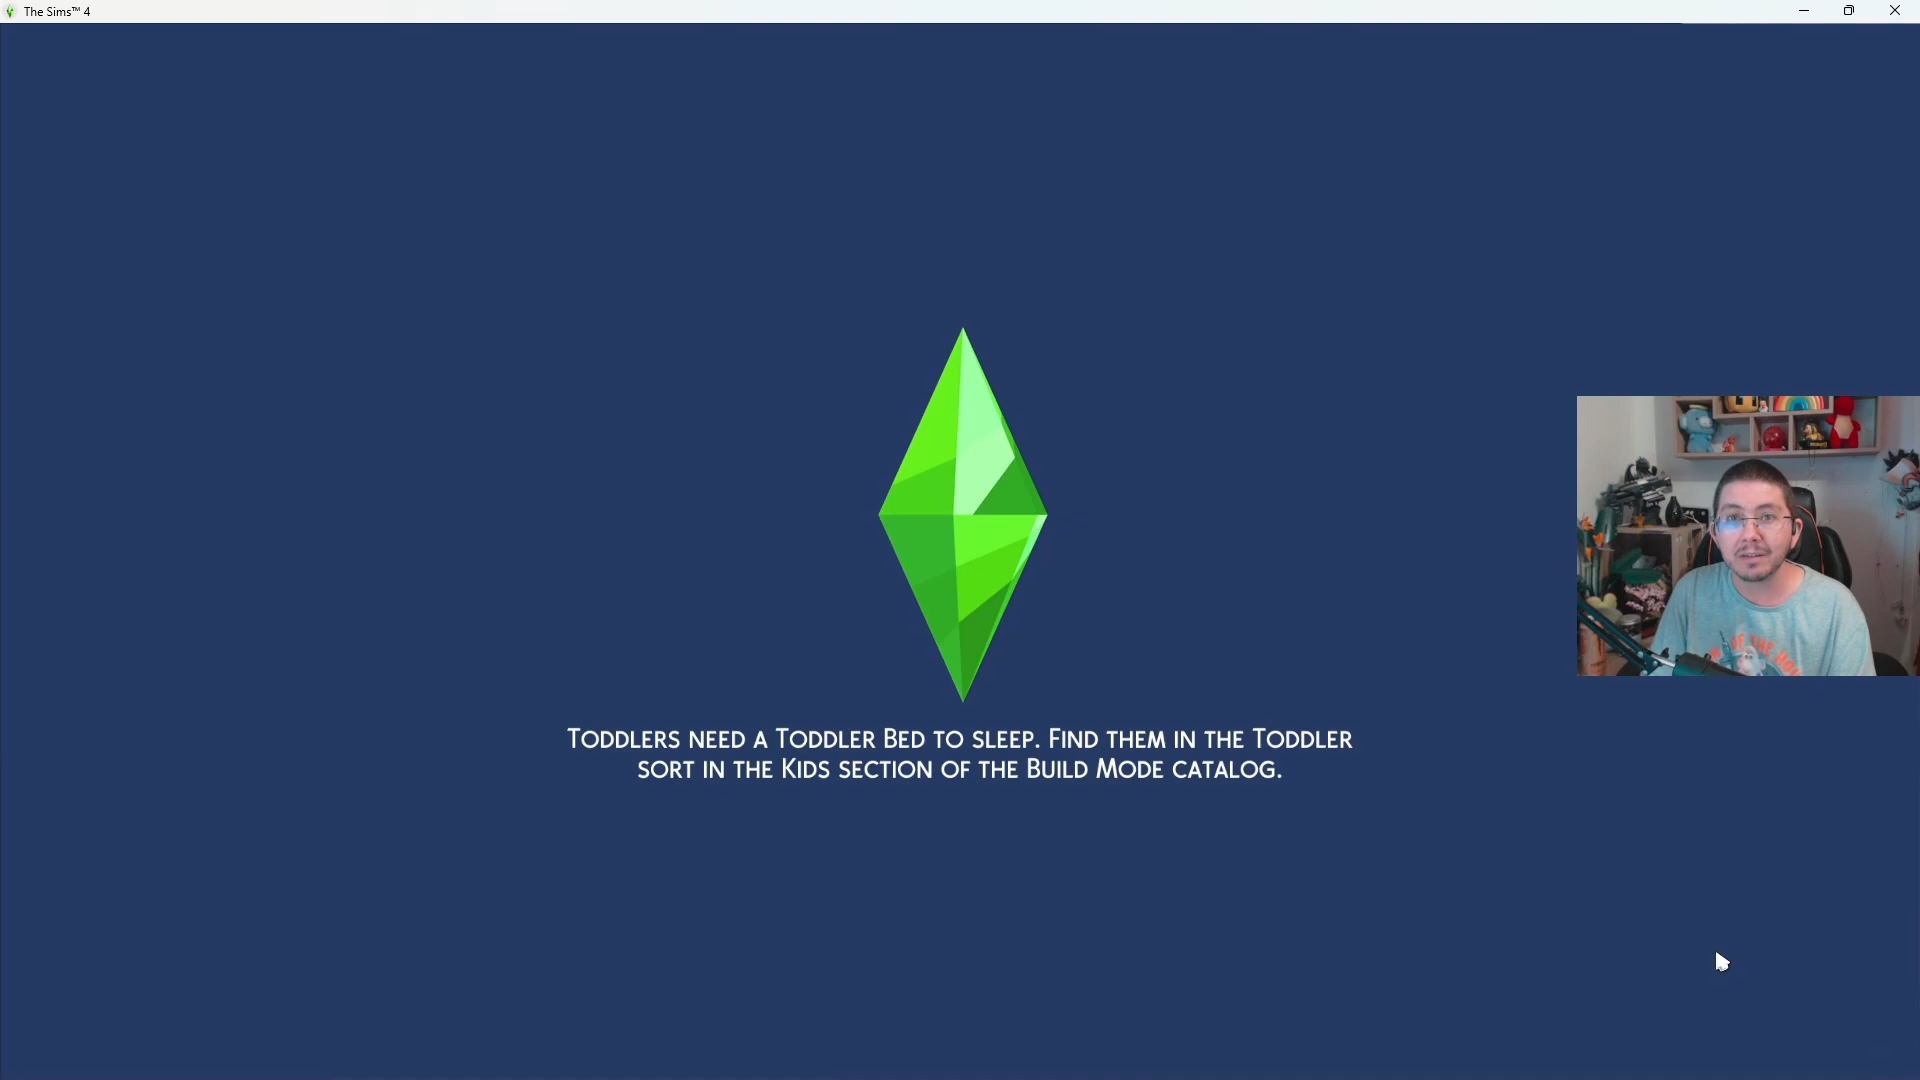 The Sims™ 4
TODDLERS NEED A TODDLER BED TO SLEEP. FIND THEM IN THE TODDLER
SORT IN THE KIDS SECTION OF THE BUILD MODE CATALOG.